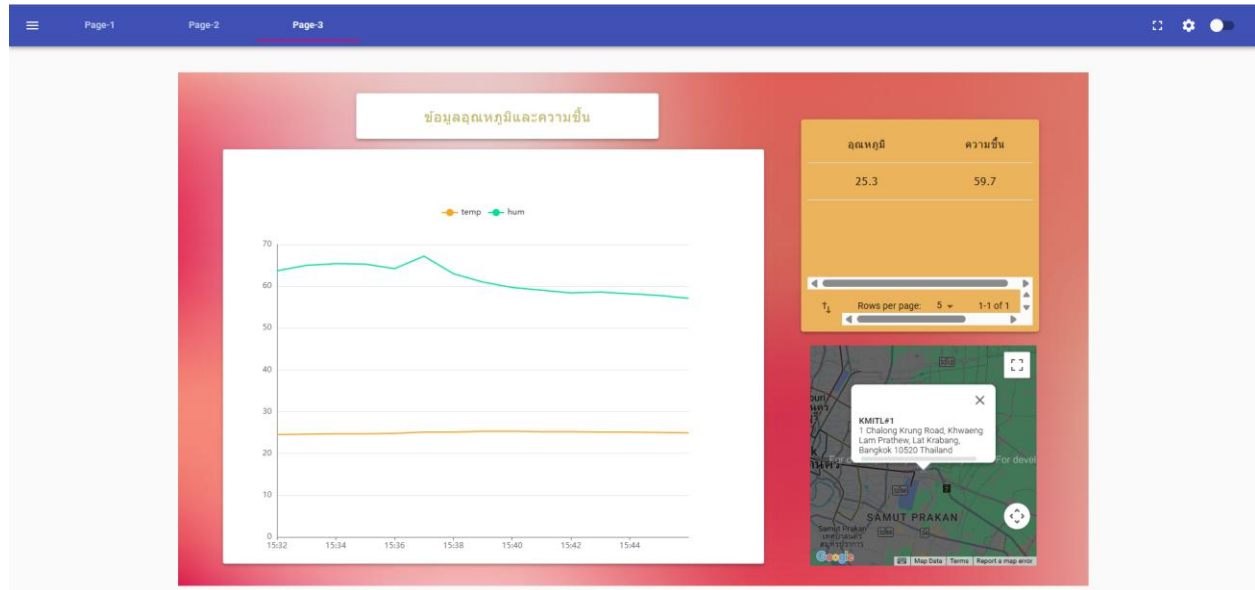 Page-1 Page-2 Page-3
ข้อมูลอุณหภูมิและความชื้น
temp hum
70
60
50
40
30
20
10
0
15:32 15:34 15:36 15:38 15:40 15:42 15:44
อุณหภูมิ ความชื้น
25.3 59.7
Rows per page: 5 1-1 of 1
KMITL#1
1 Chalong Krung Road, Khwaeng
Lam Prathew, Lat Krabang,
Bangkok 10520 Thailand
For devel
SAMUT PRAKAN
Samut Prakan
Google
Map Data Terms Report a map error